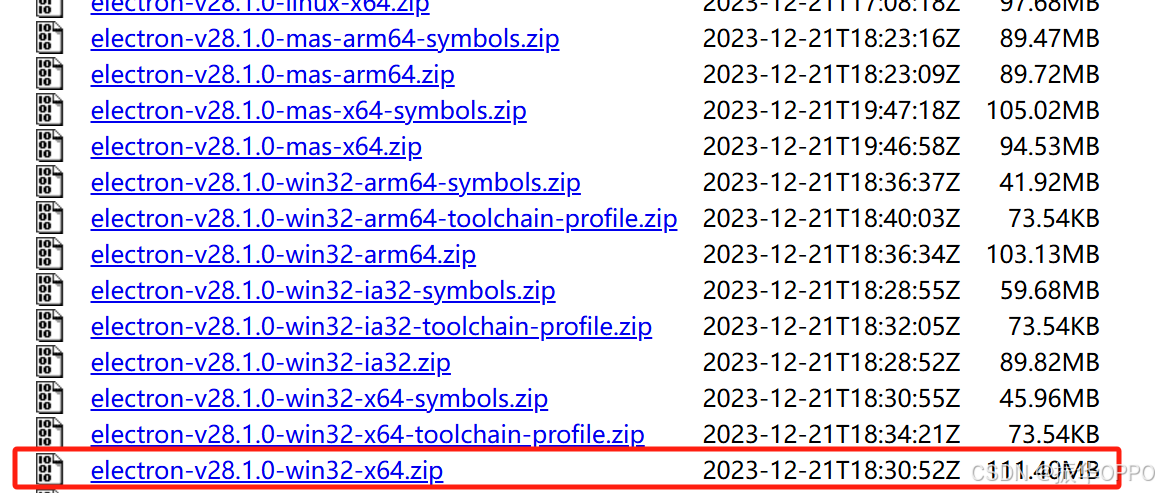 electron-v28.1.0-linux-x64.zip 2023-12-21T17:08:18Z 97.68MB
electron-v28.1.0-mas-arm64-symbols.zip 2023-12-21T18:23:16Z 89.47MB
electron-v28.1.0-mas-arm64.zip 2023-12-21T18:23:09Z 89.72MB
electron-v28.1.0-mas-x64-symbols.zip 2023-12-21T19:47:18Z 105.02MB
electron-v28.1.0-mas-x64.zip 2023-12-21T19:46:58Z 94.53MB
electron-v28.1.0-win32-arm64-symbols.zip 2023-12-21T18:36:37Z 41.92MB
electron-v28.1.0-win32-arm64-toolchain-profile.zip 2023-12-21T18:40:03Z 73.54KB
electron-v28.1.0-win32-arm64.zip 2023-12-21T18:36:34Z 103.13MB
electron-v28.1.0-win32-ia32-symbols.zip 2023-12-21T18:28:55Z 59.68MB
electron-v28.1.0-win32-ia32-toolchain-profile.zip 2023-12-21T18:32:05Z 73.54KB
electron-v28.1.0-win32-ia32.zip 2023-12-21T18:28:52Z 89.82MB
electron-v28.1.0-win32-x64-symbols.zip 2023-12-21T18:30:55Z 45.96MB
electron-v28.1.0-win32-x64-toolchain-profile.zip 2023-12-21T18:34:21Z 73.54KB
electron-v28.1.0-win32-x64.zip 2023-12-21T18:30:52Z 111.40MB